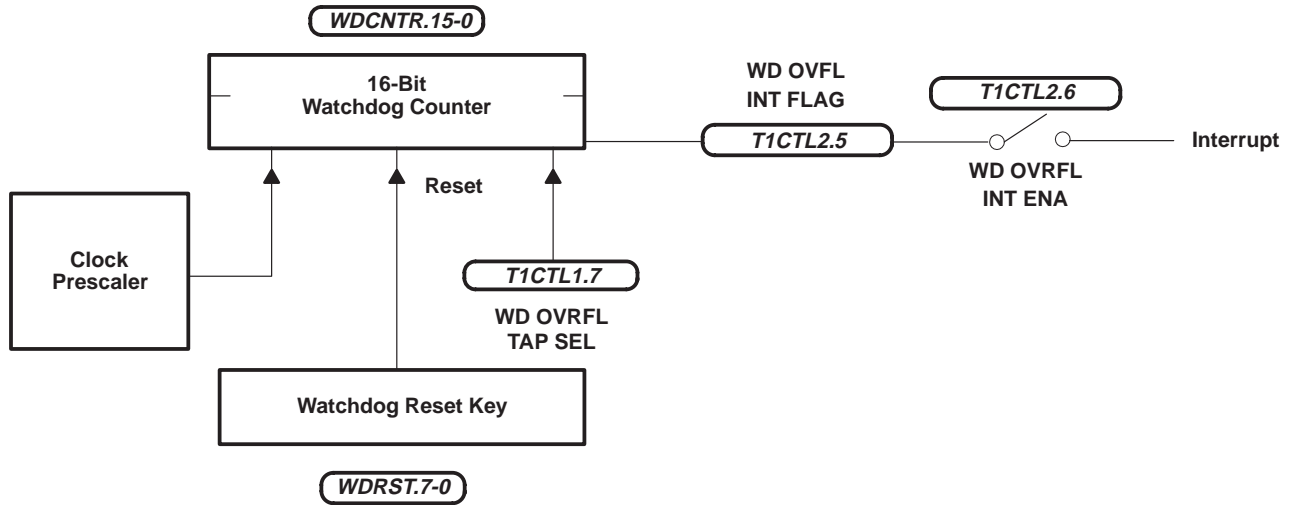 WDCNTR.15-0
16-Bit
Watchdog Counter
WD OVFL
INT FLAG
T1CTL2.5
T1CTL2.6
WD OVRFL
INT ENA
Interrupt
Reset
Clock
Prescaler
T1CTL1.7
WD OVRFL
TAP SEL
Watchdog Reset Key
WDRST.7-0